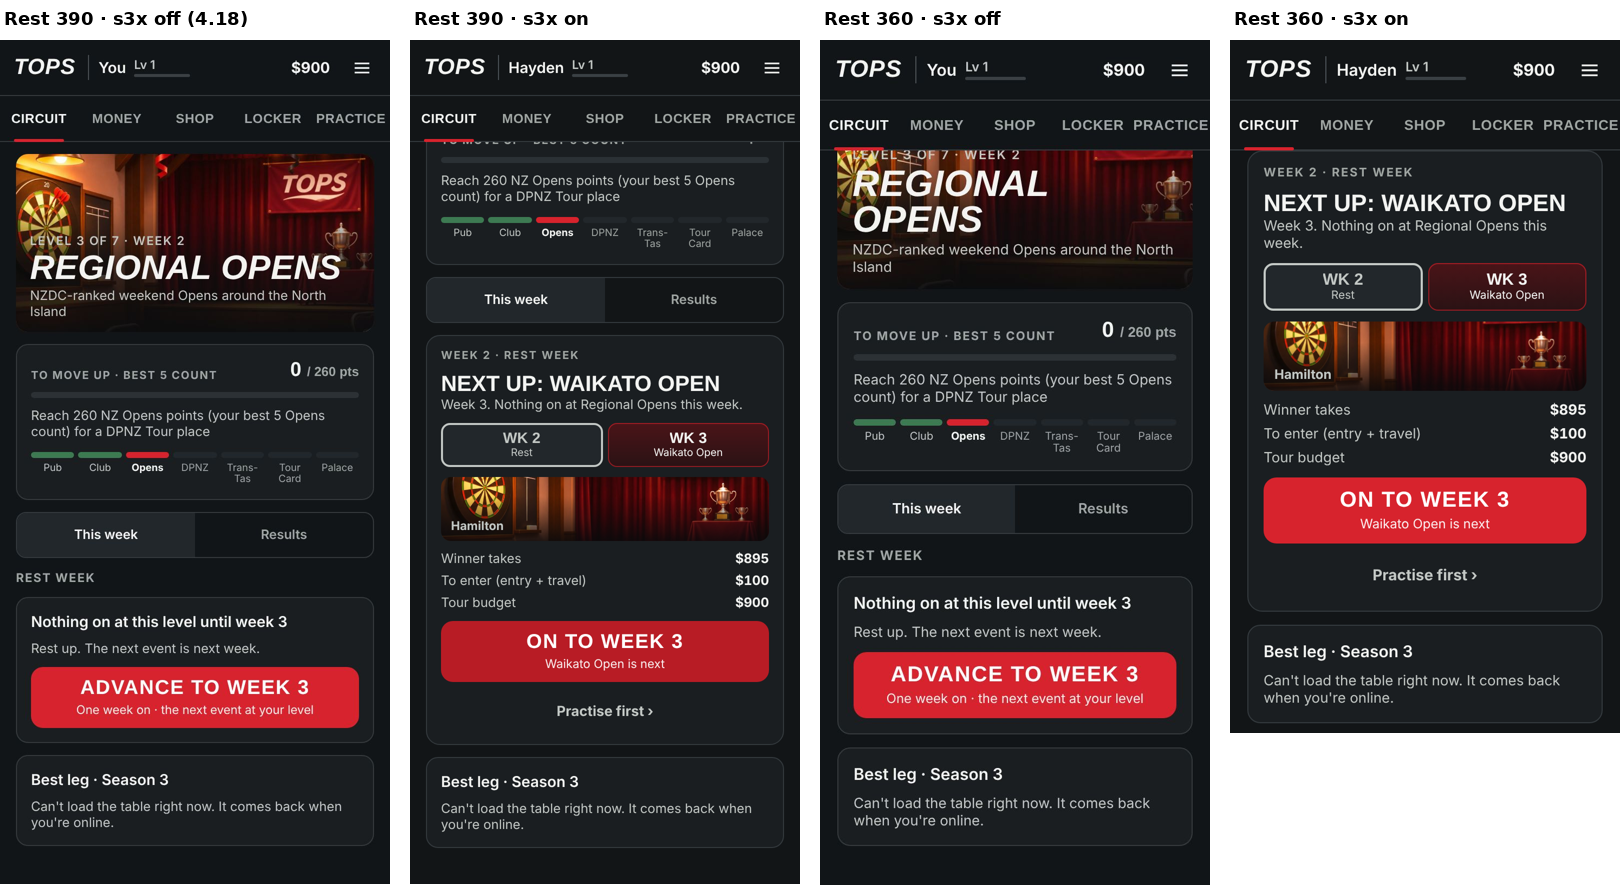 Rest 390 · s3x off (4.18)
TOPS
You
Lv 1
$900
CIRCUIT
MONEY
SHOP
LOCKER
PRACTICE
TOPS
LEVEL 3 OF 7 · WEEK 2
REGIONAL OPENS
NZDC-ranked weekend Opens around the North
Island
TO MOVE UP · BEST 5 COUNT
0 / 260 pts
Reach 260 NZ Opens points (your best 5 Opens
count) for a DPNZ Tour place
Pub
Club
Opens
DPNZ
Trans-
Tas
Tour
Card
Palace
This week
Results
REST WEEK
Nothing on at this level until week 3
Rest up. The next event is next week.
ADVANCE TO WEEK 3
One week on · the next event at your level
Best leg · Season 3
Can't load the table right now. It comes back when
you're online.
Rest 390 · s3x on
TOPS
Hayden
Lv 1
$900
CIRCUIT
MONEY
SHOP
LOCKER
PRACTICE
TO MOVE UP · BEST 5 COUNT
Reach 260 NZ Opens points (your best 5 Opens
count) for a DPNZ Tour place
Pub
Club
Opens
DPNZ
Trans-
Tas
Tour
Card
Palace
This week
Results
WEEK 2 · REST WEEK
NEXT UP: WAIKATO OPEN
Week 3. Nothing on at Regional Opens this week.
WK 2
Rest
WK 3
Waikato Open
Hamilton
Winner takes
$895
To enter (entry + travel)
$100
Tour budget
$900
ON TO WEEK 3
Waikato Open is next
Practise first ›
Best leg · Season 3
Can't load the table right now. It comes back when
you're online.
Rest 360 · s3x off
TOPS
You
Lv 1
$900
CIRCUIT
MONEY
SHOP
LOCKER
PRACTICE
LEVEL 3 OF 7 · WEEK 2
REGIONAL
OPENS
NZDC-ranked weekend Opens around the North
Island
TO MOVE UP · BEST 5 COUNT
0 / 260 pts
Reach 260 NZ Opens points (your best 5 Opens
count) for a DPNZ Tour place
Pub
Club
Opens
DPNZ
Trans-
Tas
Tour
Card
Palace
This week
Results
REST WEEK
Nothing on at this level until week 3
Rest up. The next event is next week.
ADVANCE TO WEEK 3
One week on · the next event at your level
Best leg · Season 3
Can't load the table right now. It comes back
when you're online.
Rest 360 · s3x on
TOPS
Hayden
Lv 1
$900
CIRCUIT
MONEY
SHOP
LOCKER
PRACTICE
WEEK 2 · REST WEEK
NEXT UP: WAIKATO OPEN
Week 3. Nothing on at Regional Opens this
week.
WK 2
Rest
WK 3
Waikato Open
Hamilton
Winner takes
$895
To enter (entry + travel)
$100
Tour budget
$900
ON TO WEEK 3
Waikato Open is next
Practise first ›
Best leg · Season 3
Can't load the table right now. It comes back
when you're online.